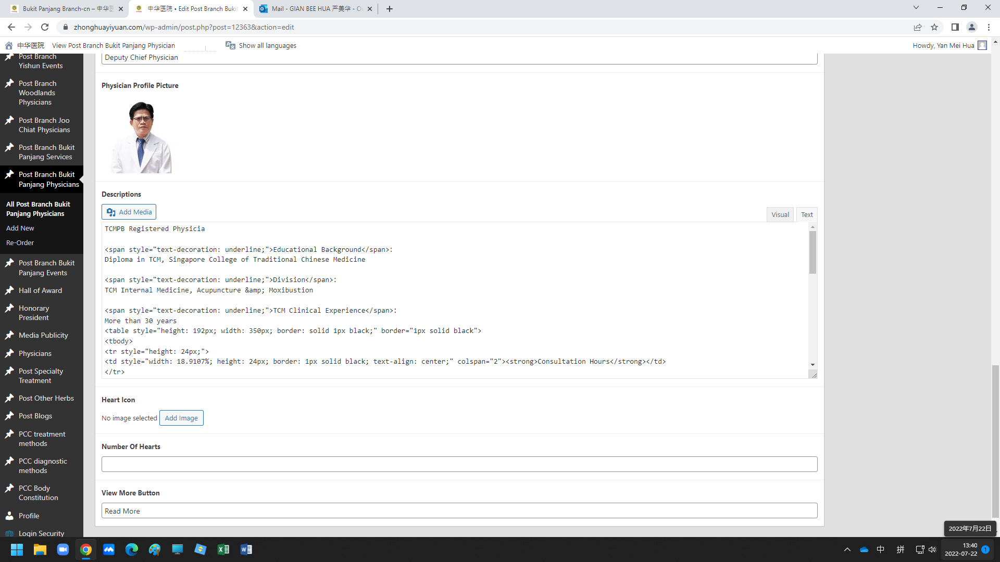 Bukit Panjang Branch-cn – 中华医
中华医院 • Edit Post Branch Bukit
Mail - GIAN BEE HUA 严美华 - O
zhonghuayiyuan.com/wp-admin/post.php?post=12363&action=edit
中华医院
View Post Branch Bukit Panjang Physician
Show all languages
Howdy, Yan Mei Hua
Post Branch
Yishun Events
Post Branch
Woodlands
Physicians
Post Branch Joo
Chiat Physicians
Post Branch Bukit
Panjang Services
Post Branch Bukit
Panjang Physicians
All Post Branch Bukit
Panjang Physicians
Add New
Re-Order
Post Branch Bukit
Panjang Events
Hall of Award
Honorary
President
Media Publicity
Physicians
Post Specialty
Treatment
Post Other Herbs
Post Blogs
PCC treatment
methods
PCC diagnostic
methods
PCC Body
Constitution
Profile
Login Security
Deputy Chief Physician
Physician Profile Picture
Descriptions
Add Media
Visual
Text
TCMPB Registered Physicia
<span style="text-decoration: underline;">Educational Background</span>:
Diploma in TCM, Singapore College of Traditional Chinese Medicine
<span style="text-decoration: underline;">Division</span>:
TCM Internal Medicine, Acupuncture &amp; Moxibustion
<span style="text-decoration: underline;">TCM Clinical Experience</span>:
More than 30 years
<table style="height: 192px; width: 350px; border: solid 1px black;" border="1px solid black">
<tbody>
<tr style="height: 24px;">
<td style="width: 18.9107%; height: 24px; border: 1px solid black; text-align: center;" colspan="2"><strong>Consultation Hours</strong></td>
</tr>
Heart Icon
No image selected
Add Image
Number Of Hearts
View More Button
Read More
2022年7月22日
中
拼
13:40
2022-07-22
1